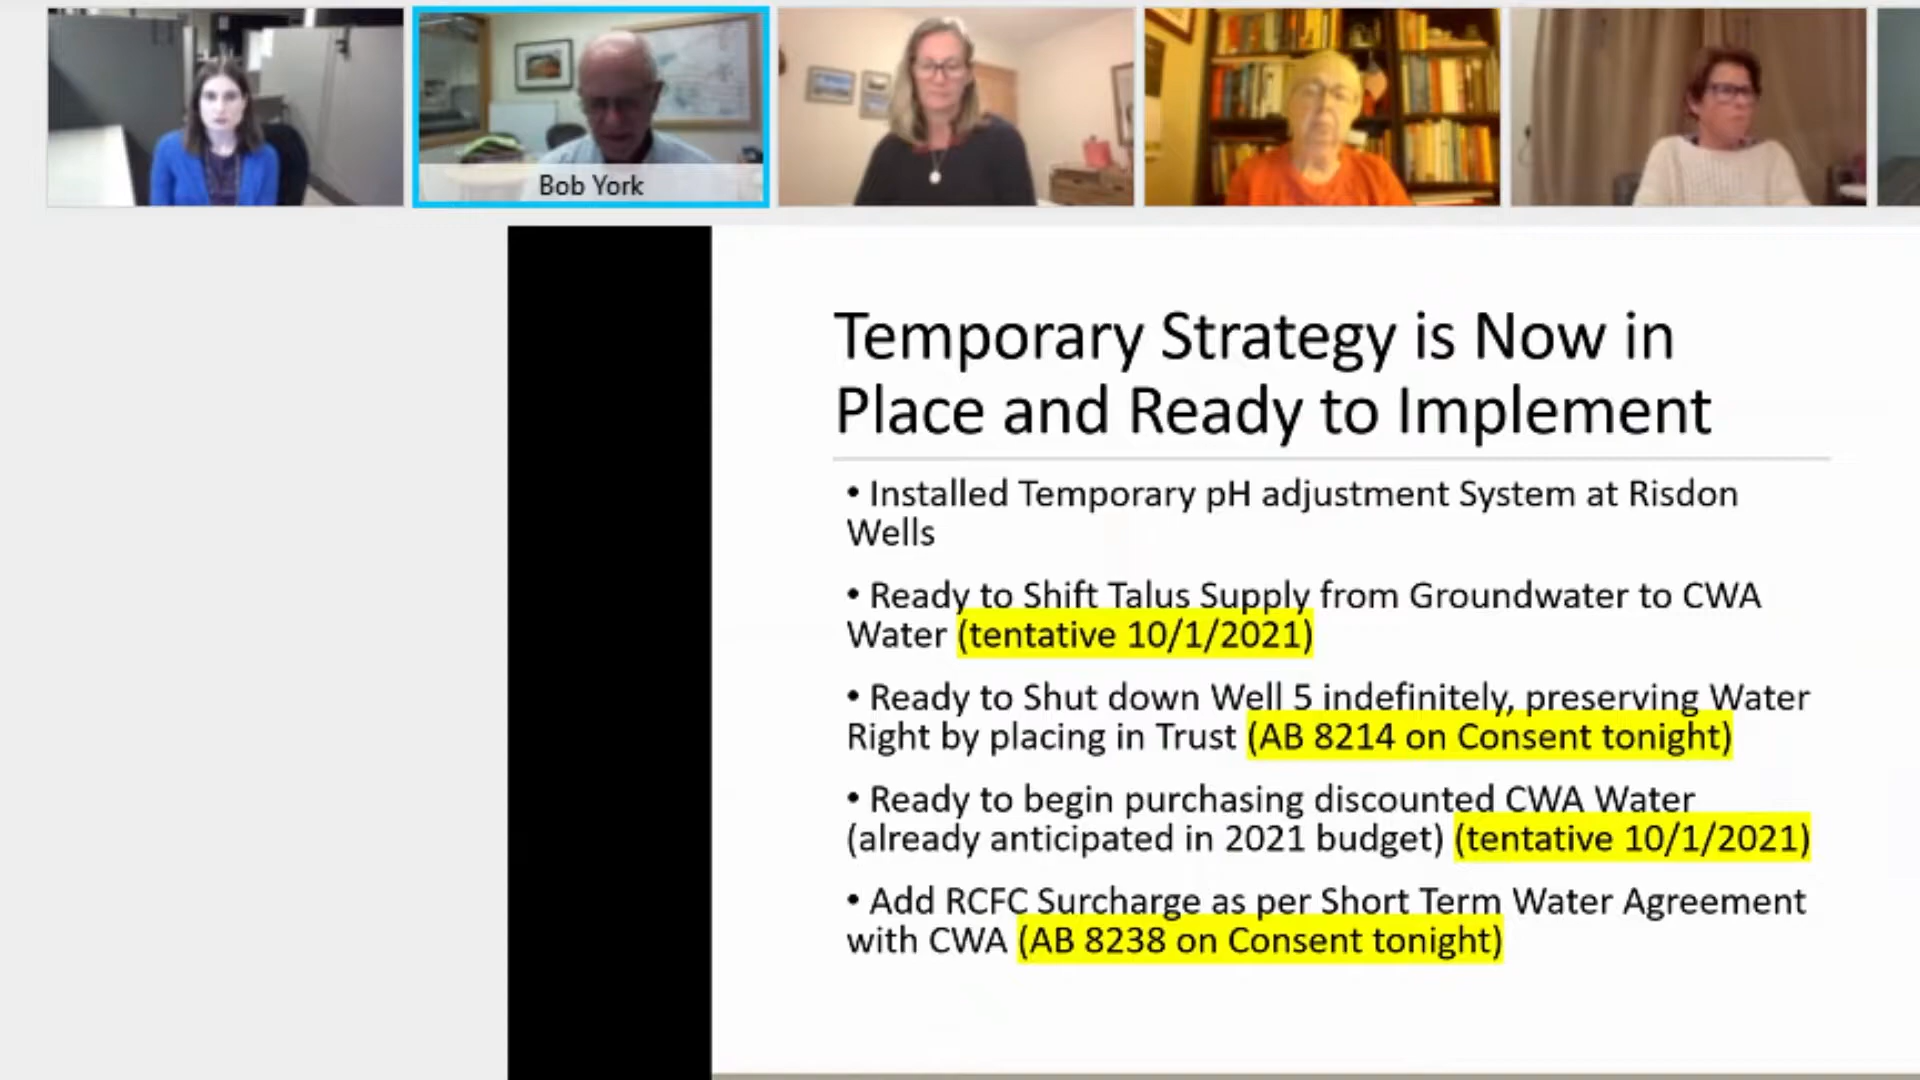 Bob York
Temporary Strategy is Now in
Place and Ready to Implement
• Installed Temporary pH adjustment System at Risdon
Wells
• Ready to Shift Talus Supply from Groundwater to CWA
Water (tentative 10/1/2021)
• Ready to Shut down Well 5 indefinitely, preserving Water
Right by placing in Trust (AB 8214 on Consent tonight)
• Ready to begin purchasing discounted CWA Water
(already anticipated in 2021 budget) (tentative 10/1/2021)
• Add RCFC Surcharge as per Short Term Water Agreement
with CWA (AB 8238 on Consent tonight)